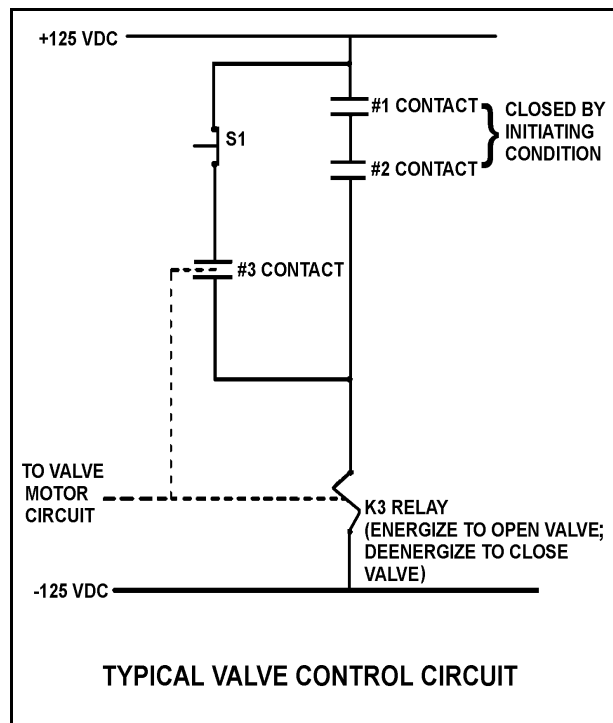 +125 VDC
#1 CONTACT
CLOSED BY
INITIATING
CONDITION
S1
#2 CONTACT
#3 CONTACT
TO VALVE
MOTOR
CIRCUIT
K3 RELAY
(ENERGIZE TO OPEN VALVE;
DEENERGIZE TO CLOSE
VALVE)
-125 VDC
TYPICAL VALVE CONTROL CIRCUIT